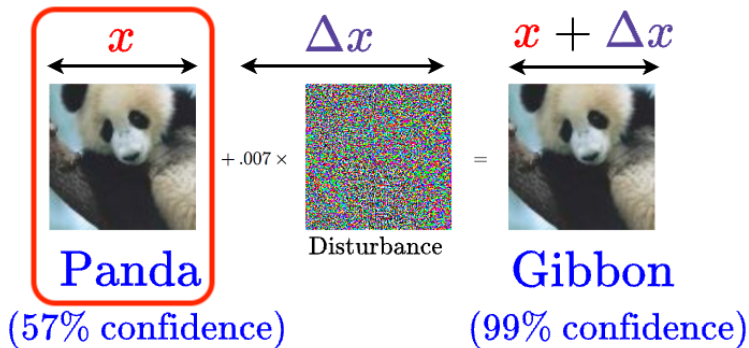 x Δx x + Δx
+ .007 × =
Disturbance
Panda Gibbon
(57% confidence) (99% confidence)